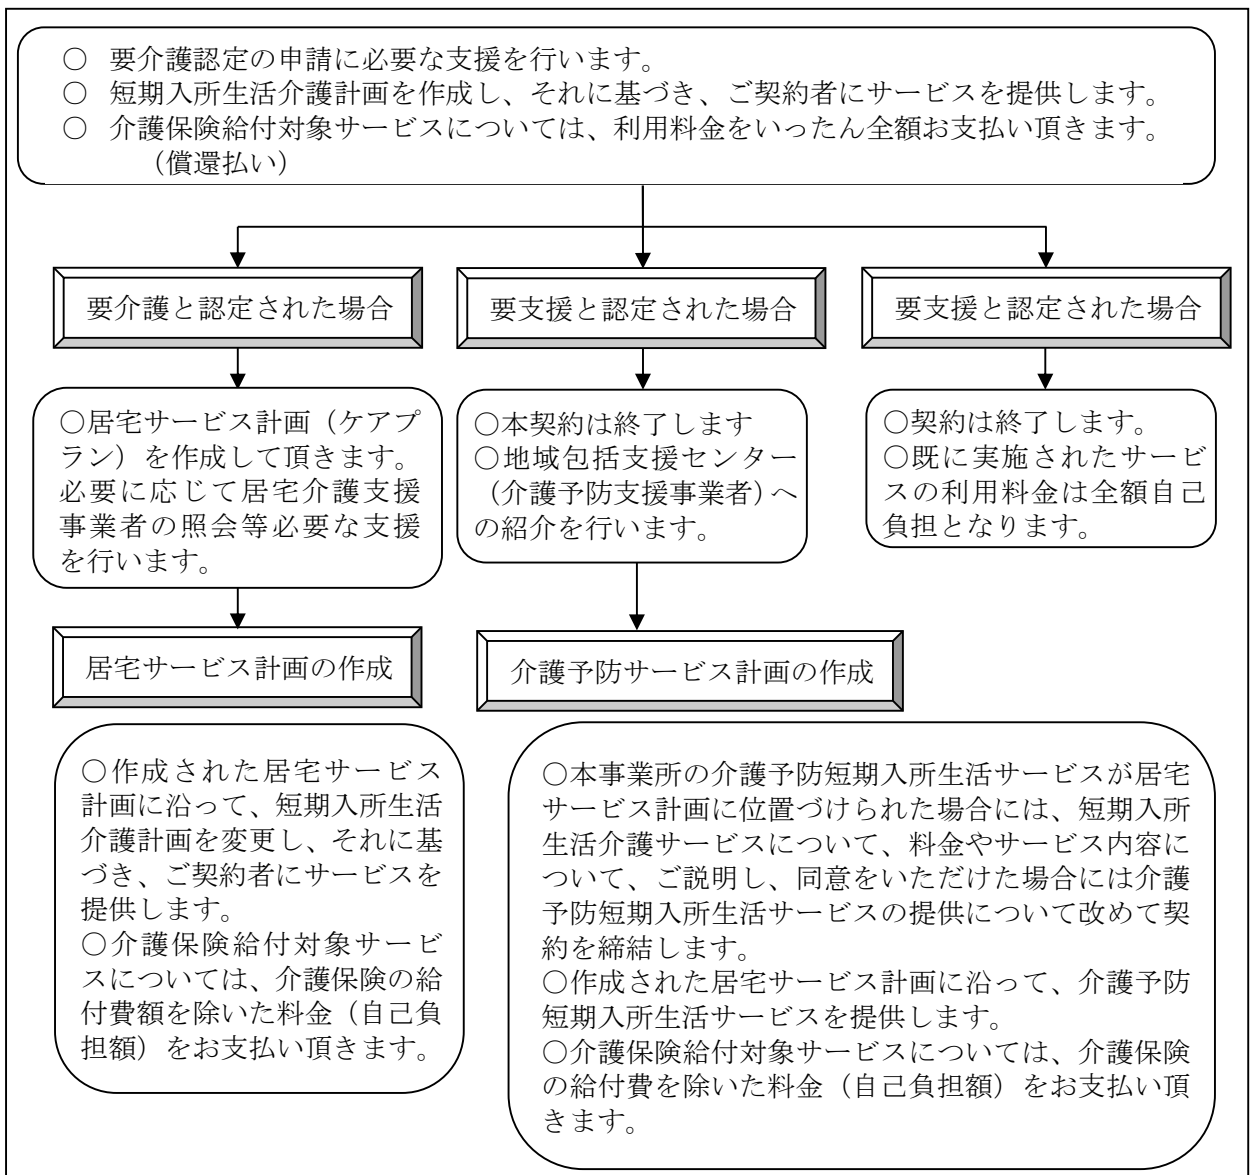 ○ 要介護認定の申請に必要な支援を行います。
○ 短期入所生活介護計画を作成し、それに基づき、ご契約者にサービスを提供します。
○ 介護保険給付対象サービスについては、利用料金をいったん全額お支払い頂きます。
（償還払い）
要介護と認定された場合
要支援と認定された場合
要支援と認定された場合
○居宅サービス計画（ケアプ
ラン）を作成して頂きます。
必要に応じて居宅介護支援
事業者の照会等必要な支援
を行います。
○本契約は終了します
○地域包括支援センター
（介護予防支援事業者）へ
の紹介を行います。
○契約は終了します。
○既に実施されたサービ
スの利用料金は全額自己
負担となります。
居宅サービス計画の作成
介護予防サービス計画の作成
○作成された居宅サービス
計画に沿って、短期入所生活
介護計画を変更し、それに基
づき、ご契約者にサービスを
提供します。
○介護保険給付対象サービ
スについては、介護保険の給
付費額を除いた料金（自己負
担額）をお支払い頂きます。
○本事業所の介護予防短期入所生活サービスが居宅
サービス計画に位置づけられた場合には、短期入所
生活介護サービスについて、料金やサービス内容に
ついて、ご説明し、同意をいただけた場合には介護
予防短期入所生活サービスの提供について改めて契
約を締結します。
○作成された居宅サービス計画に沿って、介護予防
短期入所生活サービスを提供します。
○介護保険給付対象サービスについては、介護保険
の給付費を除いた料金（自己負担額）をお支払い頂
きます。